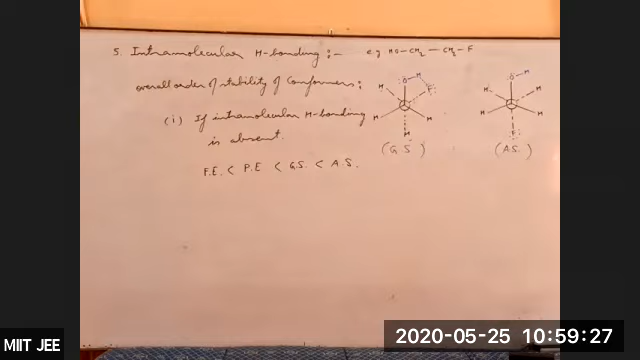 5. Intramolecular H-bonding :- e.g HO-CH2-CH2-F
overall order of stability of Conformers :
(i) If intramolecular H-bonding
is absent.
F.E. < P.E < G.S. < A.S.
O H
H F
H H
H
(G.S)
O H
H H
H H
F
(A.S.)
MIIT JEE
2020-05-25 10:59:27